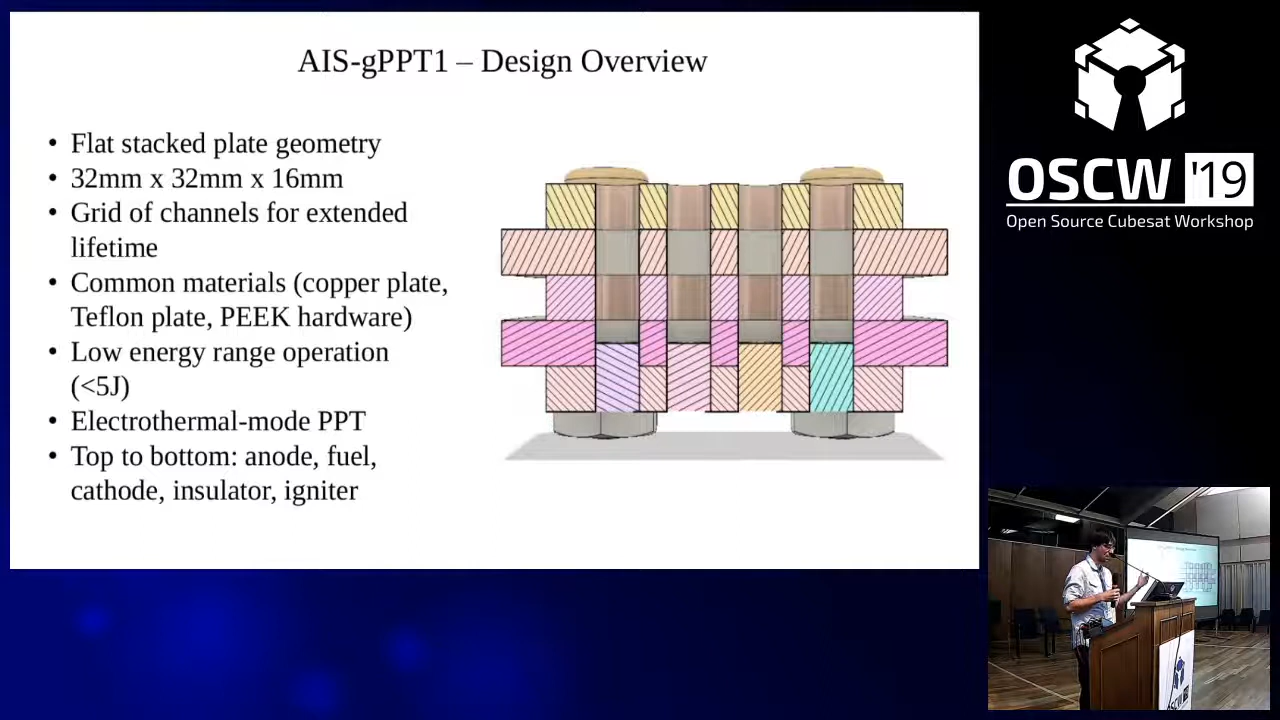 AIS-gPPT1 – Design Overview
• Flat stacked plate geometry
• 32mm x 32mm x 16mm
• Grid of channels for extended
lifetime
• Common materials (copper plate,
Teflon plate, PEEK hardware)
• Low energy range operation
(<5J)
• Electrothermal-mode PPT
• Top to bottom: anode, fuel,
cathode, insulator, igniter
OSCW '19
Open Source Cubesat Workshop